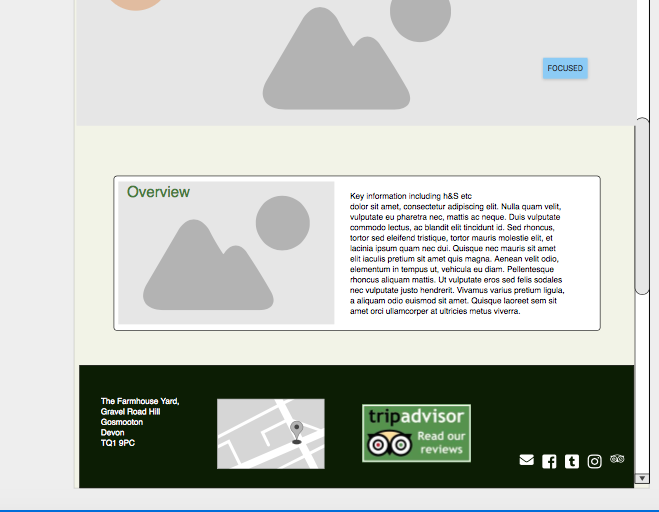 FOCUSED
Overview
Key information including h&S etc
dolor sit amet, consectetur adipiscing elit. Nulla quam velit,
vulputate eu pharetra nec, mattis ac neque. Duis vulputate
commodo lectus, ac blandit elit tincidunt id. Sed rhoncus,
tortor sed eleifend tristique, tortor mauris molestie elit, et
lacinia ipsum quam nec dui. Quisque nec mauris sit amet
elit iaculis pretium sit amet quis magna. Aenean velit odio,
elementum in tempus ut, vehicula eu diam. Pellentesque
rhoncus aliquam mattis. Ut vulputate eros sed felis sodales
nec vulputate justo hendrerit. Vivamus varius pretium ligula,
a aliquam odio euismod sit amet. Quisque laoreet sem sit
amet orci ullamcorper at ultricies metus viverra.
The Farmhouse Yard,
Gravel Road Hill
Gosmooton
Devon
TQ1 9PC
tripadvisor
Read our
reviews